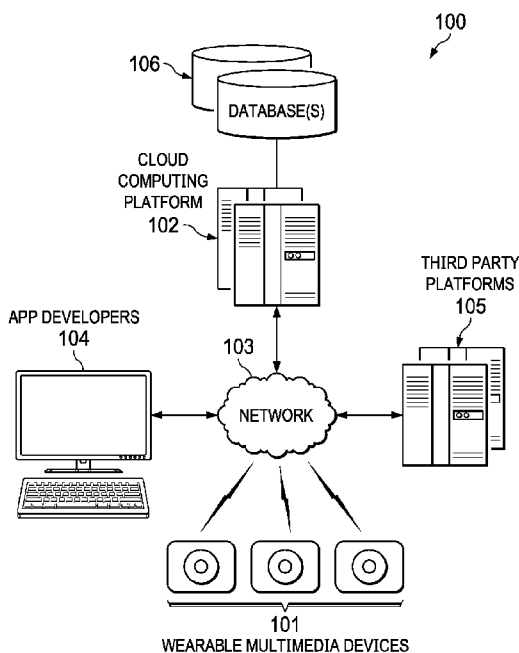 100
106
DATABASE(S)
CLOUD
COMPUTING
PLATFORM
102
THIRD PARTY
PLATFORMS
105
APP DEVELOPERS
104
103
NETWORK
101
WEARABLE MULTIMEDIA DEVICES